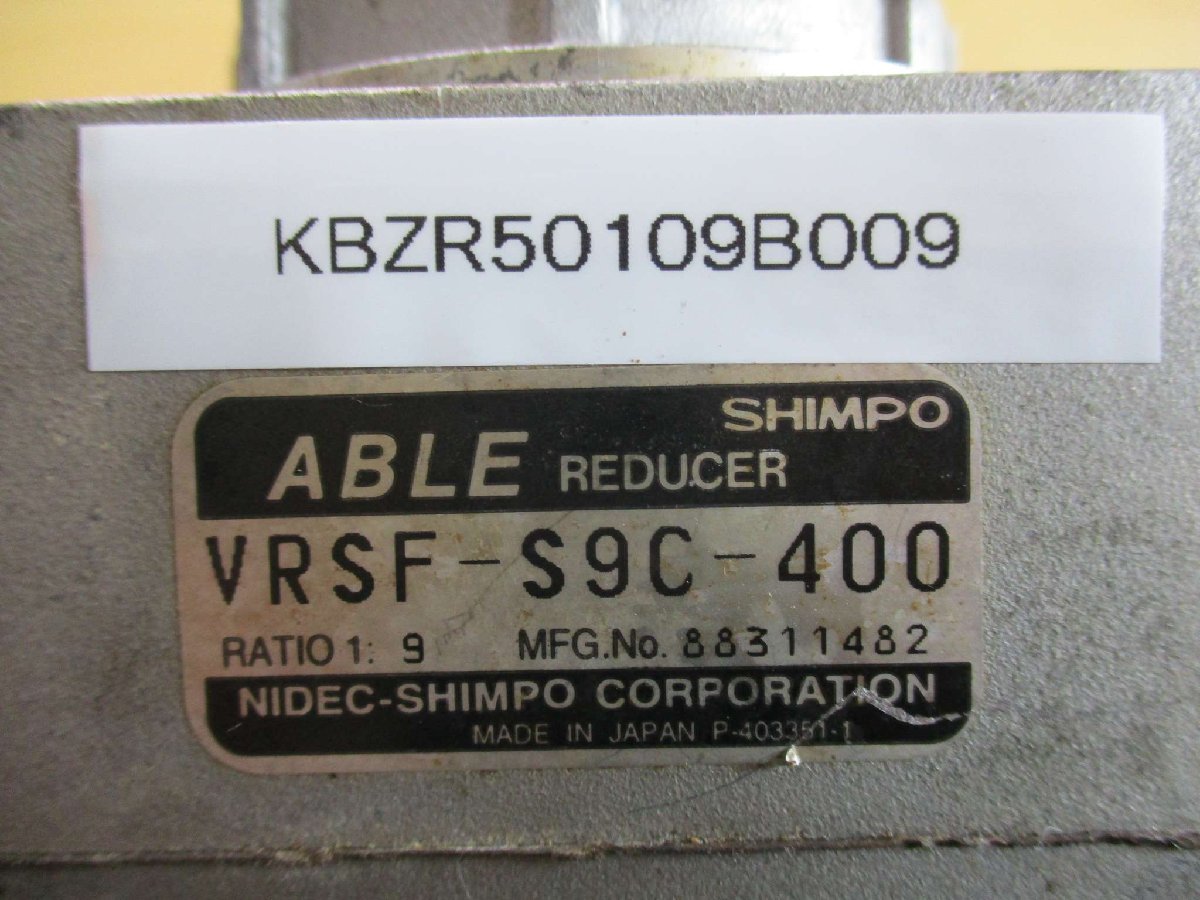 KBZR50109B009
SHIMPO
ABLE REDUCER
VRSF-S9C-400
RATIO 1: 9 MFG.No. 88311482
NIDEC-SHIMPO CORPORATION
MADE IN JAPAN P-403351-1